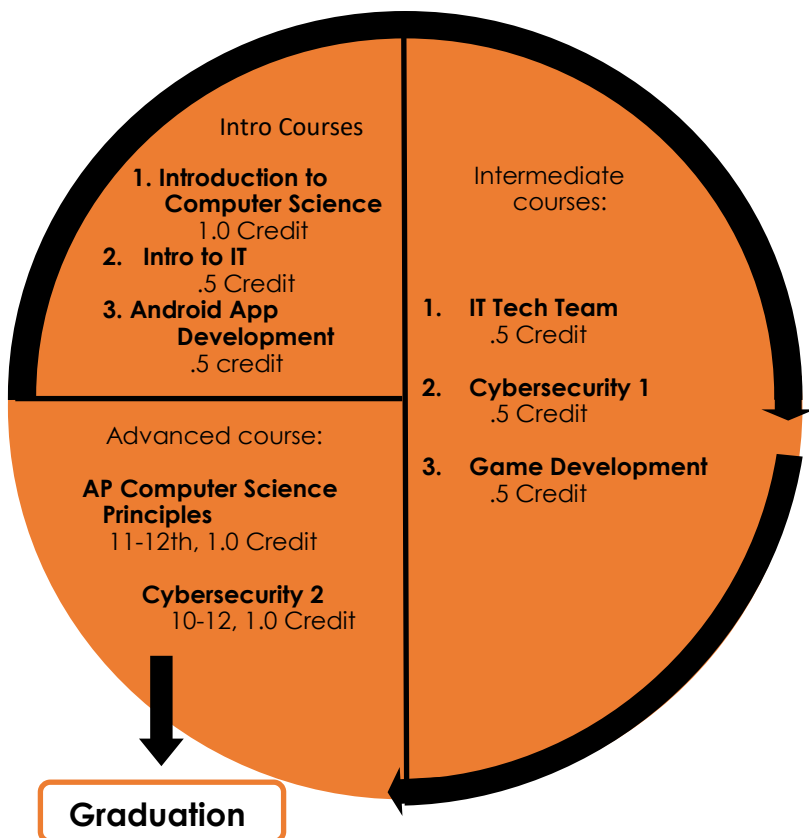 Intro Courses
1. Introduction to
Computer Science
1.0 Credit
2. Intro to IT
.5 Credit
3. Android App
Development
.5 credit
Intermediate
courses:
1. IT Tech Team
.5 Credit
2. Cybersecurity 1
.5 Credit
3. Game Development
.5 Credit
Advanced course:
AP Computer Science
Principles
11-12th, 1.0 Credit
Cybersecurity 2
10-12, 1.0 Credit
Graduation